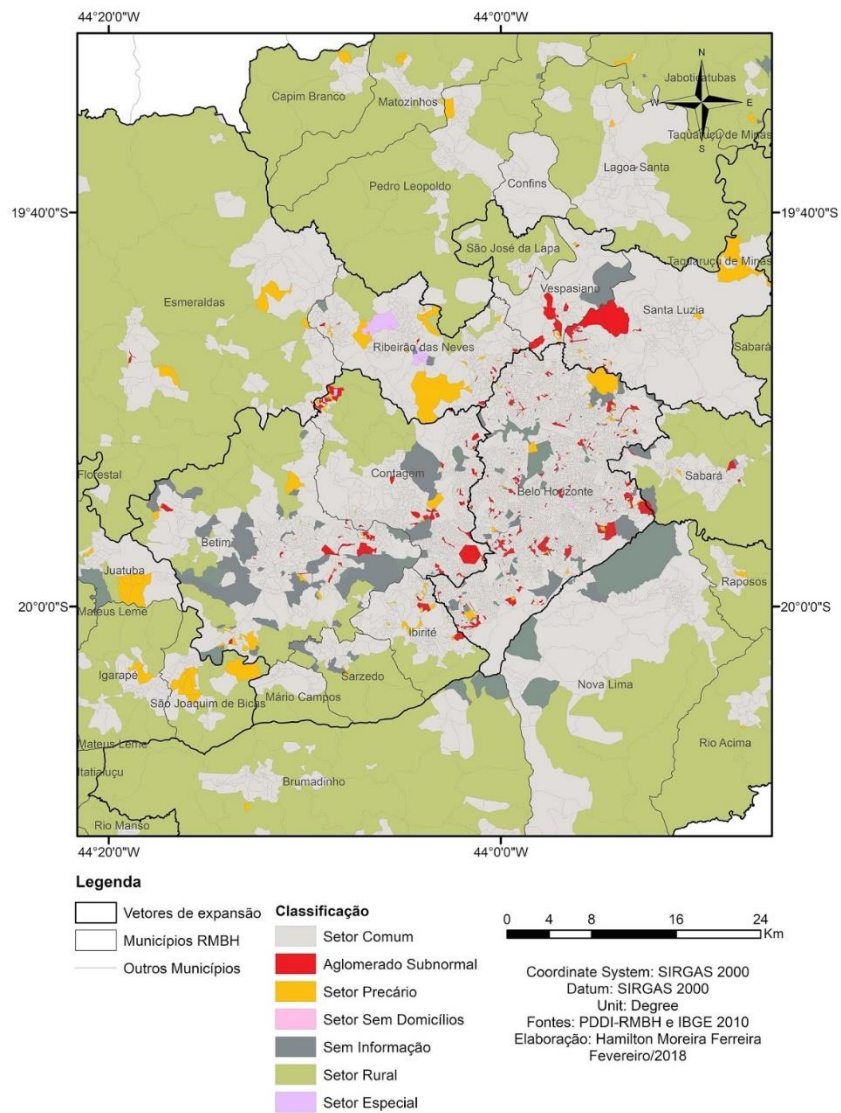 44°20'0"W 44°0'0"W
N
Jaboticatubas
Capim Branco
Matozinhos
W E
S
Taquaruçu de Minas
Lagoa Santa
Pedro Leopoldo
Confins
19°40'0"S 19°40'0"S
São José da Lapa
Taquaruçu de Minas
Vespasiano
Esmeraldas
Santa Luzia
Sabará
Ribeirão das Neves
Florestal
Contagem
Sabará
Belo Horizonte
Betim
Juatuba
Raposos
20°0'0"S 20°0'0"S
Mateus Leme
Ibirité
Igarapé
Sarzedo
Nova Lima
São Joaquim de Bicas
Mário Campos
Mateus Leme
Rio Acima
Itatiaiuçu
Brumadinho
Rio Manso
44°20'0"W 44°0'0"W
Legenda
Vetores de expansão
Municípios RMBH
Outros Municípios
Classificação
Setor Comum
Aglomerado Subnormal
Setor Precário
Setor Sem Domicílios
Sem Informação
Setor Rural
Setor Especial
0 4 8 16 24
Km
Coordinate System: SIRGAS 2000
Datum: SIRGAS 2000
Unit: Degree
Fontes: PDDI-RMBH e IBGE 2010
Elaboração: Hamilton Moreira Ferreira
Fevereiro/2018